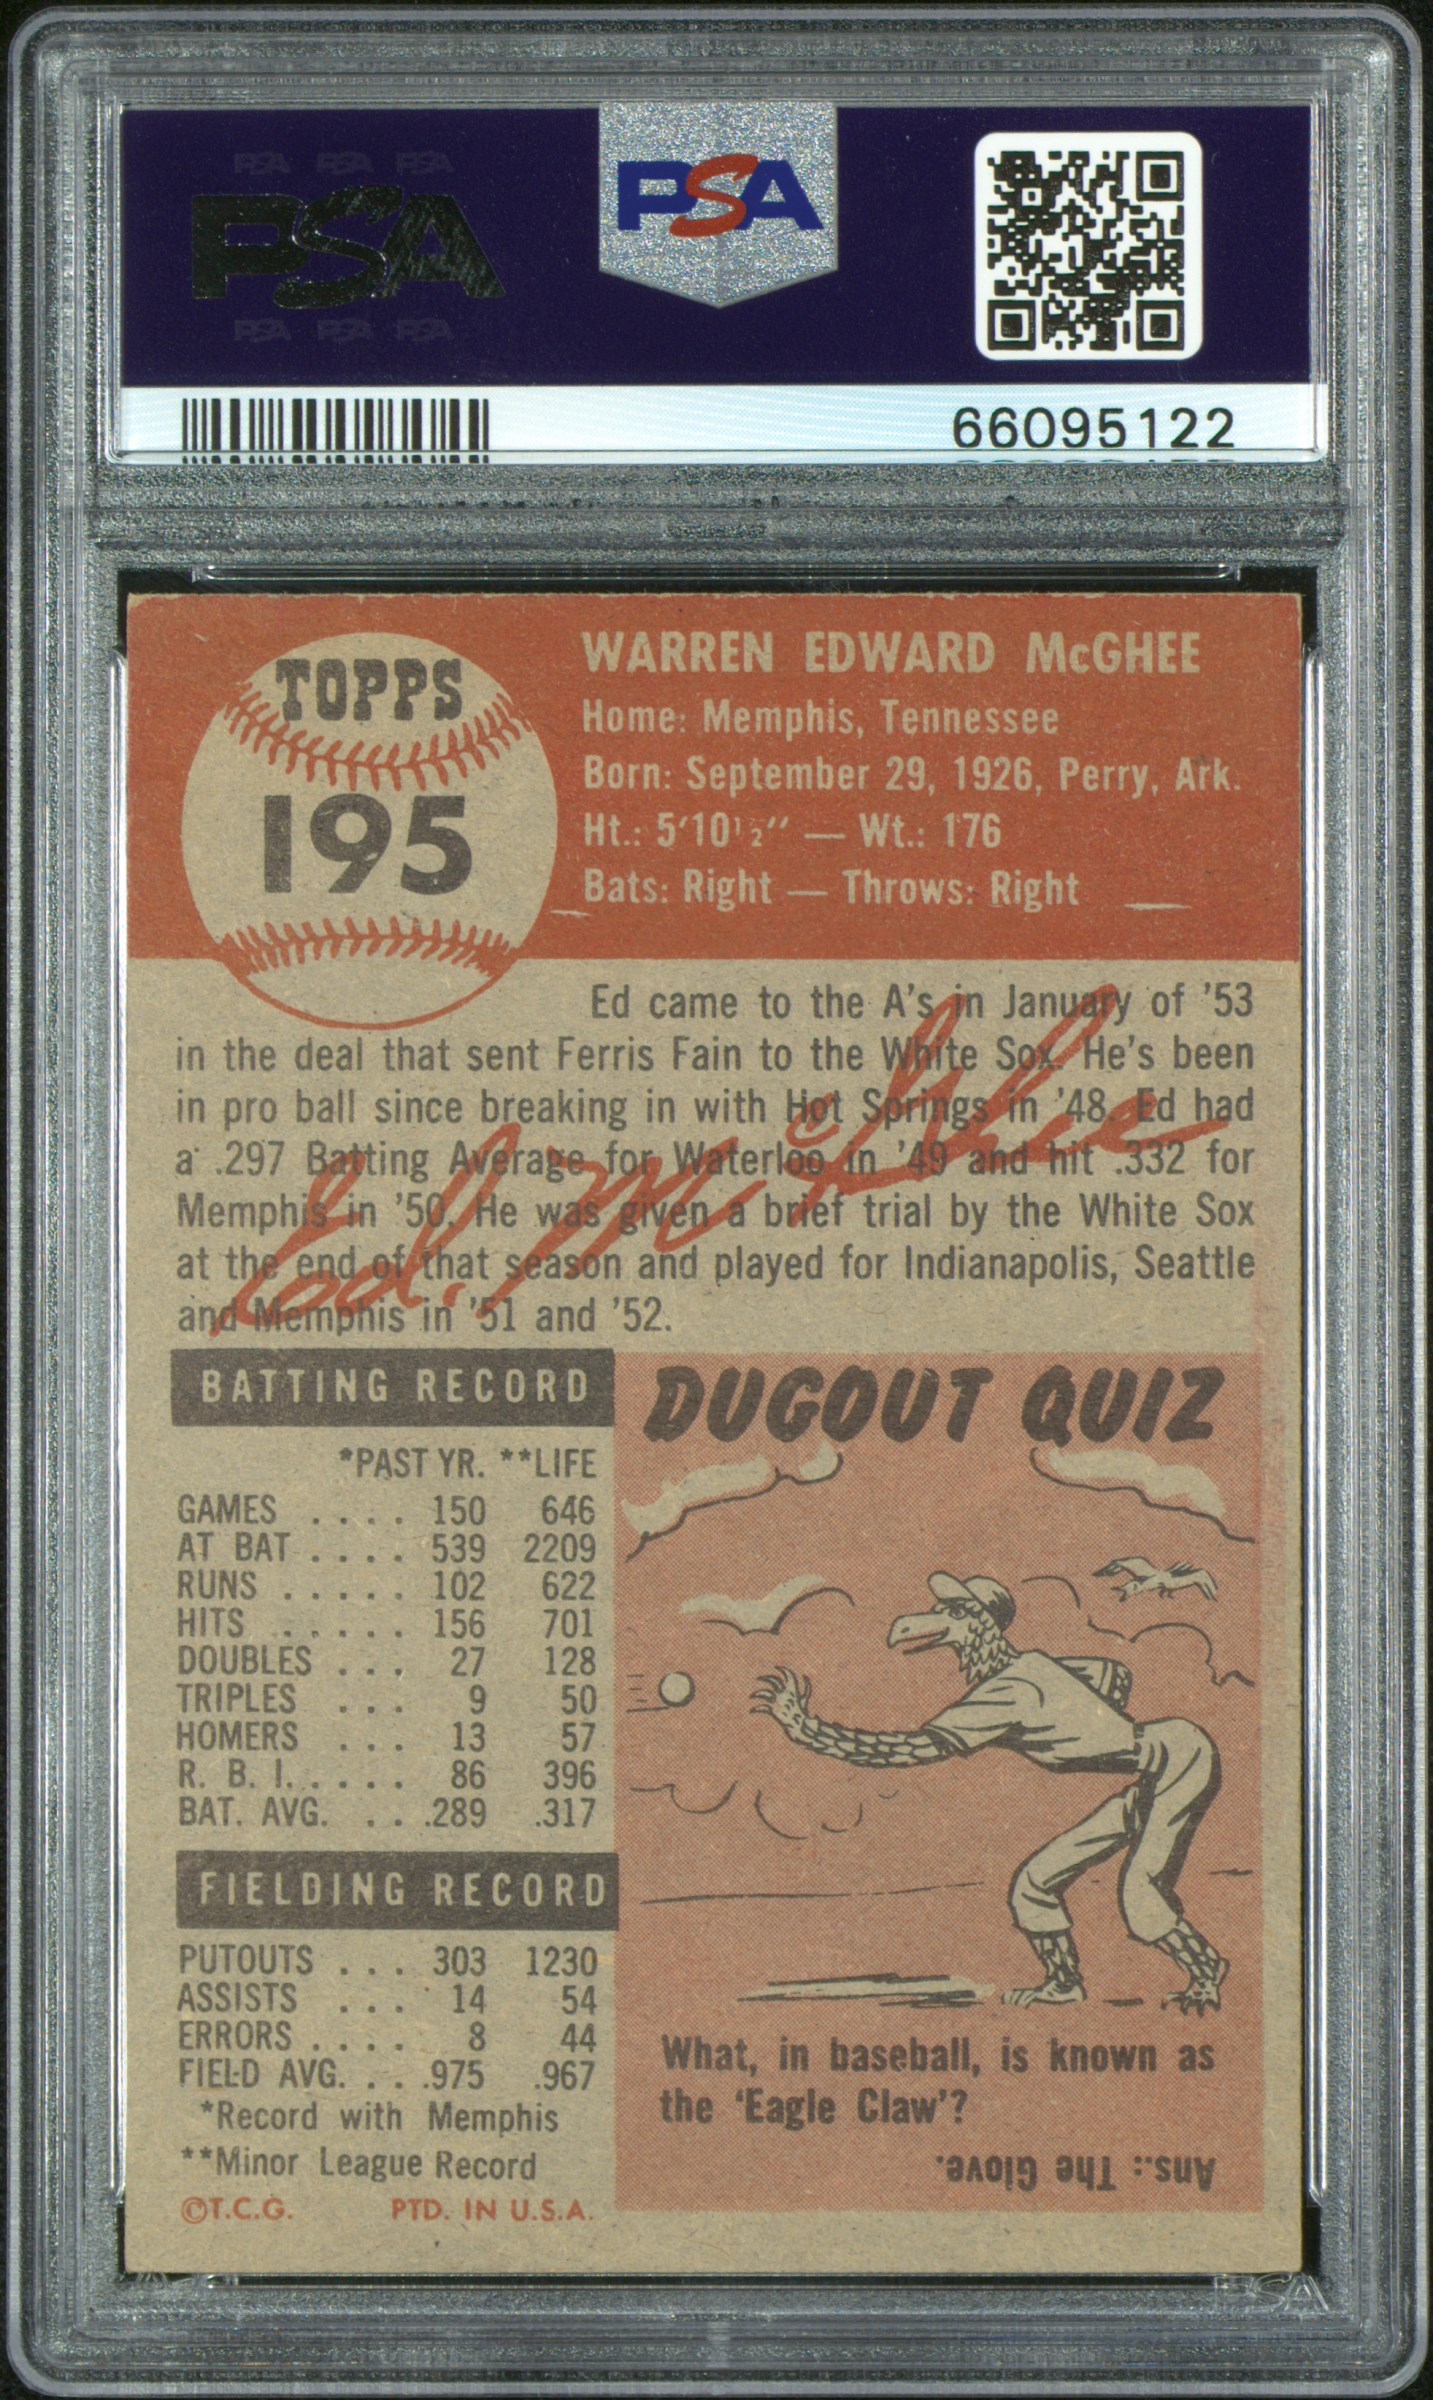 PSA PSA PSA
PSA
PSA PSA PSA
PSA
66095122
TOPPS
195
WARREN EDWARD McGHEE
Home: Memphis, Tennessee
Born: September 29, 1926, Perry, Ark.
Ht.: 5'10½" — Wt.: 176
Bats: Right — Throws: Right
Ed came to the A's in January of '53
in the deal that sent Ferris Fain to the White Sox. He's been
in pro ball since breaking in with Hot Springs in '48. Ed had
a .297 Batting Average for Waterloo in '49 and hit .332 for
Memphis in '50. He was given a brief trial by the White Sox
at the end of that season and played for Indianapolis, Seattle
and Memphis in '51 and '52.
Ed. McGhee
BATTING RECORD
*PAST YR. **LIFE
GAMES .... 150 646
AT BAT .... 539 2209
RUNS ..... 102 622
HITS ...... 156 701
DOUBLES ... 27 128
TRIPLES ... 9 50
HOMERS ... 13 57
R. B. I. .... 86 396
BAT. AVG. ... .289 .317
FIELDING RECORD
PUTOUTS ... 303 1230
ASSISTS ... 14 54
ERRORS .... 8 44
FIELD AVG. ... .975 .967
*Record with Memphis
**Minor League Record
©T.C.G. PTD. IN U.S.A.
DUGOUT QUIZ
What, in baseball, is known as
the 'Eagle Claw'?
Ans.: The Glove.
PSA